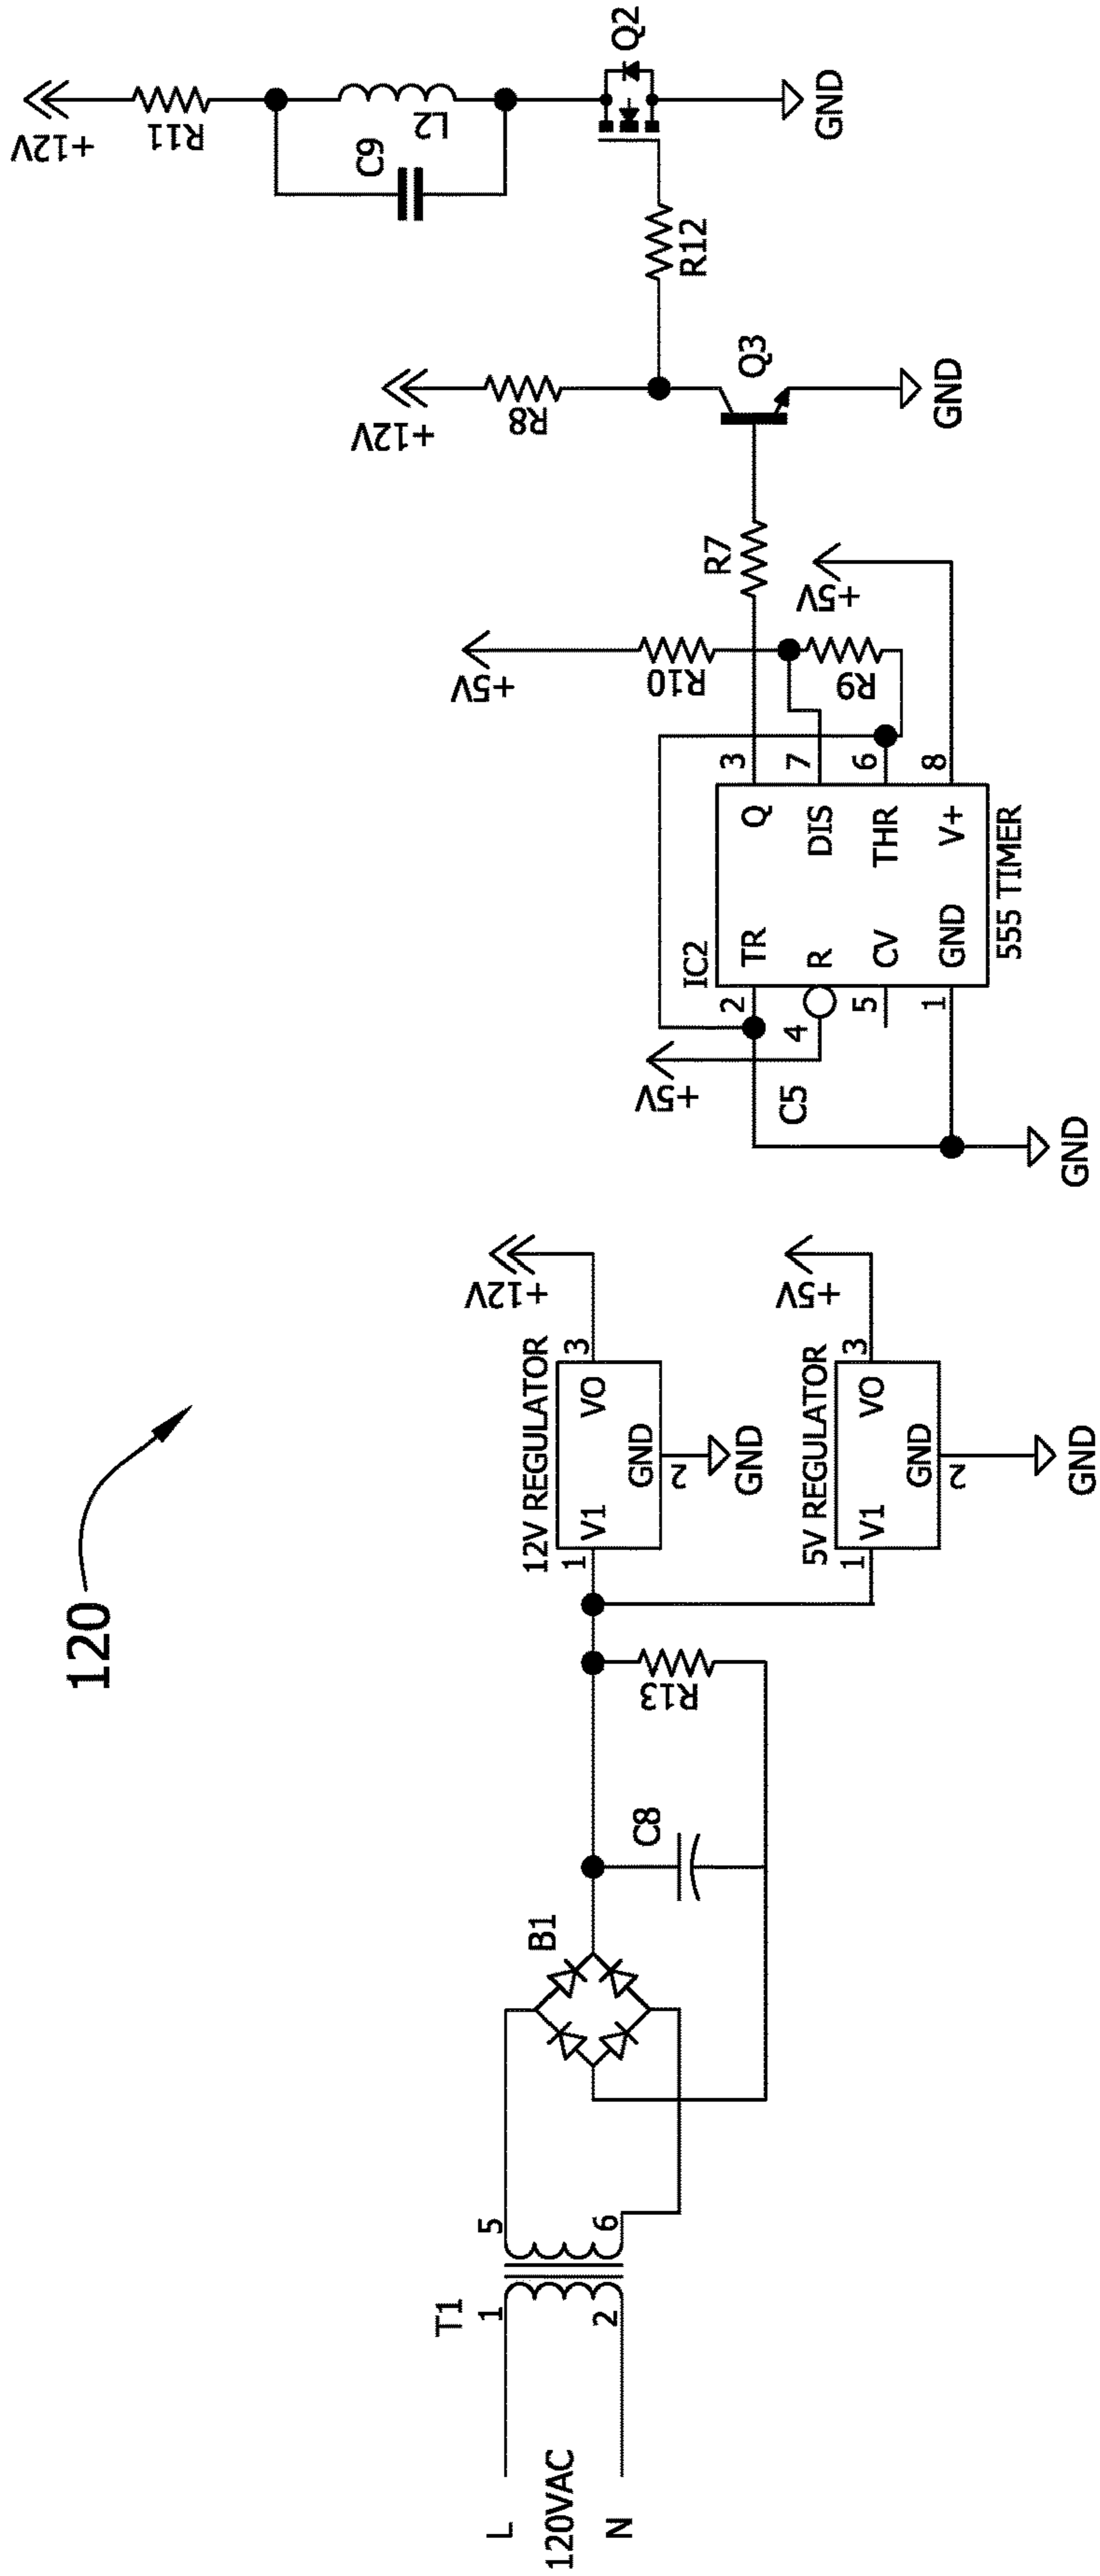 120
L
120VAC
N
T1
1
2
5
6
B1
C8
R13
12V REGULATOR
1
V1
VO
3
GND
2
GND
+12V
5V REGULATOR
1
V1
VO
3
GND
2
GND
+5V
GND
C5
+5V
IC2
2
4
5
1
TR
R
CV
GND
Q
DIS
THR
V+
3
7
6
8
555 TIMER
+5V
R10
R9
+5V
R7
+12V
R8
Q3
GND
R12
+12V
R11
C9
L2
Q2
GND